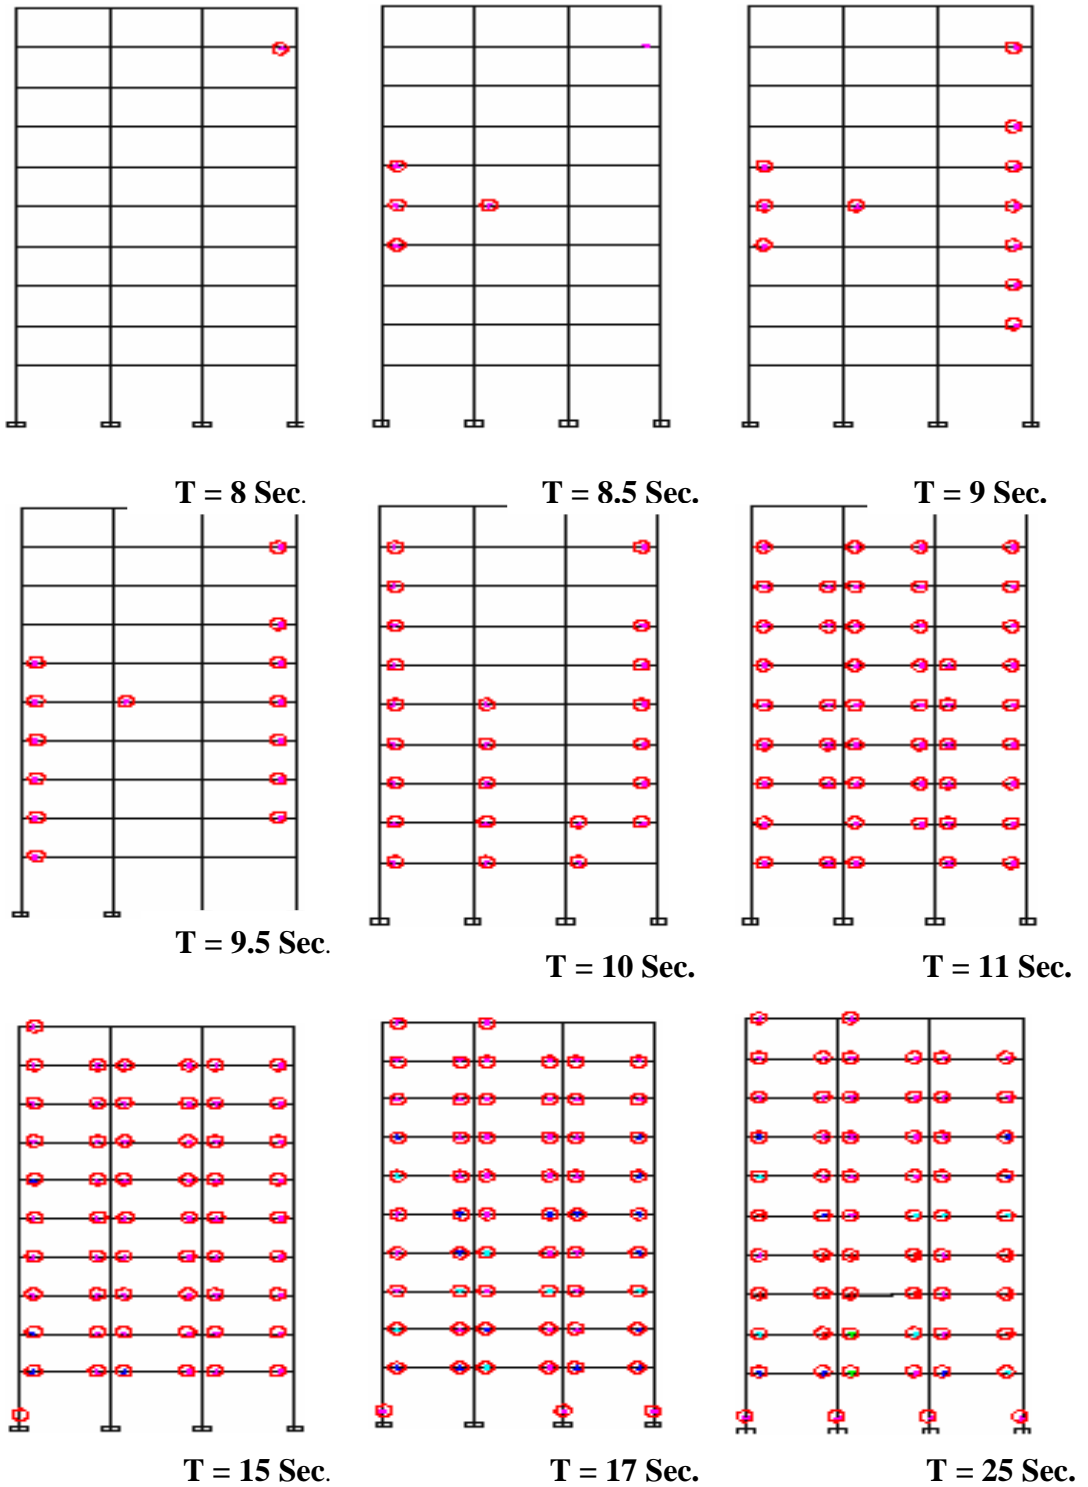 T = 8 Sec.
T = 8.5 Sec.
T = 9 Sec.
T = 9.5 Sec.
T = 10 Sec.
T = 11 Sec.
T = 15 Sec.
T = 17 Sec.
T = 25 Sec.